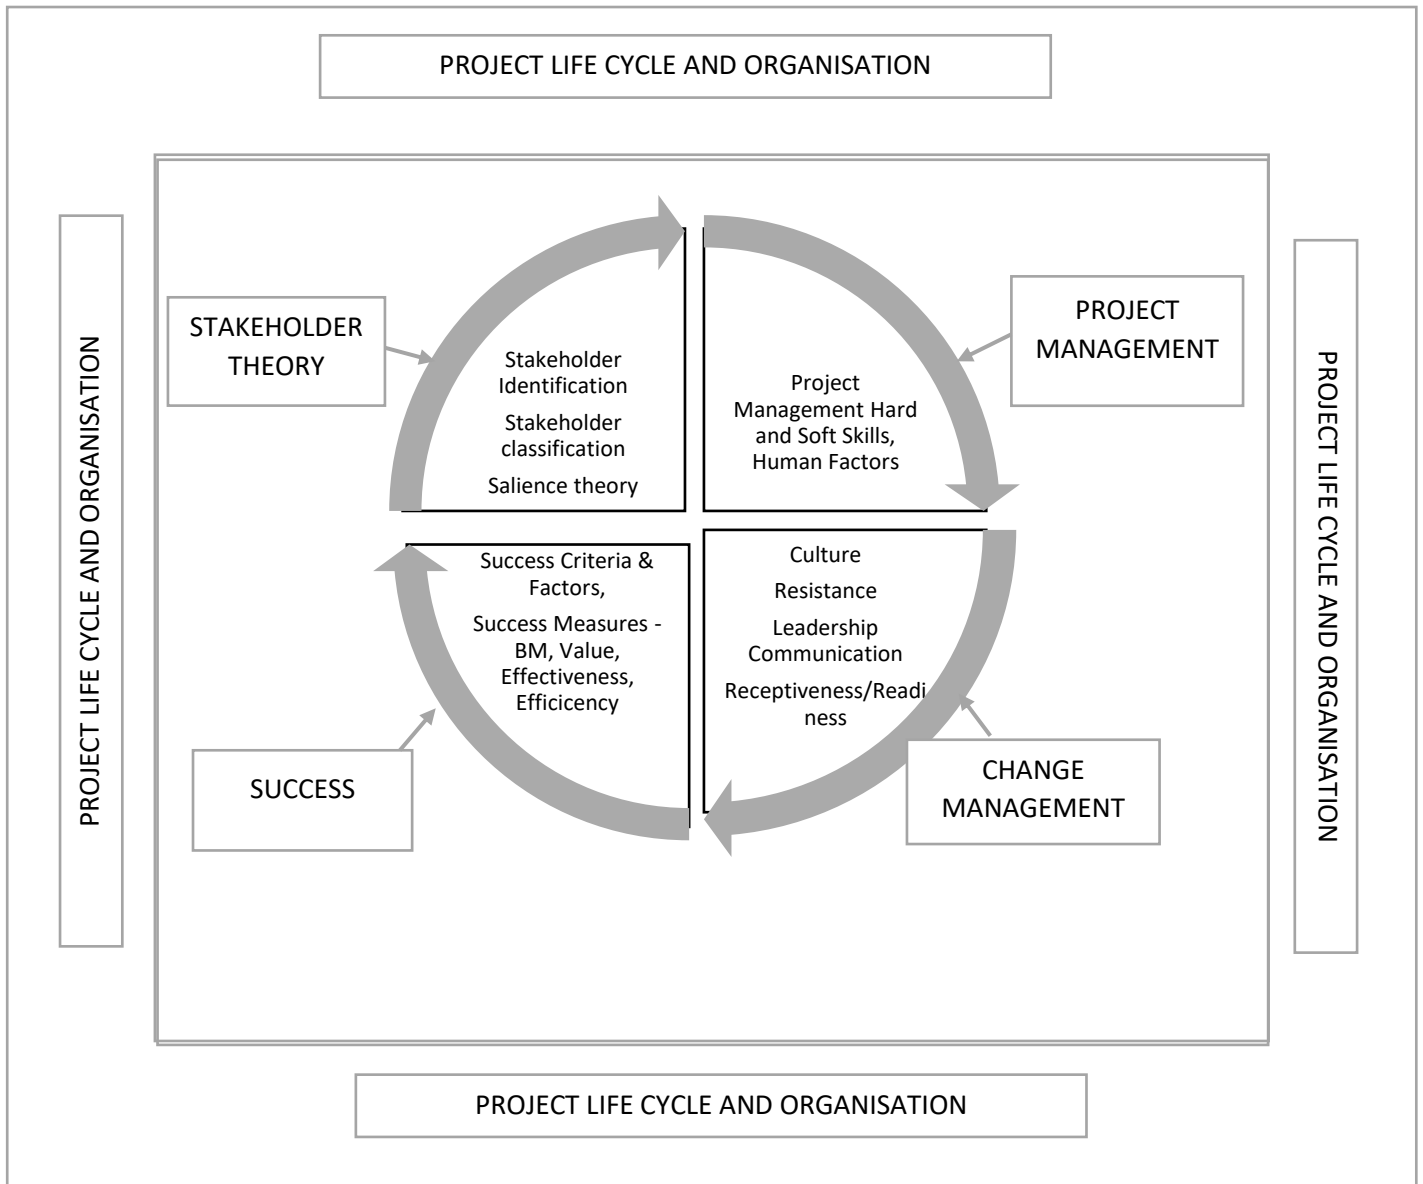 PROJECT LIFE CYCLE AND ORGANISATION
PROJECT LIFE CYCLE AND ORGANISATION
STAKEHOLDER
THEORY
Stakeholder
Identification
Stakeholder
classification
Salience theory
Project
Management Hard
and Soft Skills,
Human Factors
PROJECT
MANAGEMENT
PROJECT LIFE CYCLE AND ORGANISATION
Success Criteria &
Factors,
Success Measures -
BM, Value,
Effectiveness,
Efficicency
Culture
Resistance
Leadership
Communication
Receptiveness/Readi
ness
SUCCESS
CHANGE
MANAGEMENT
PROJECT LIFE CYCLE AND ORGANISATION